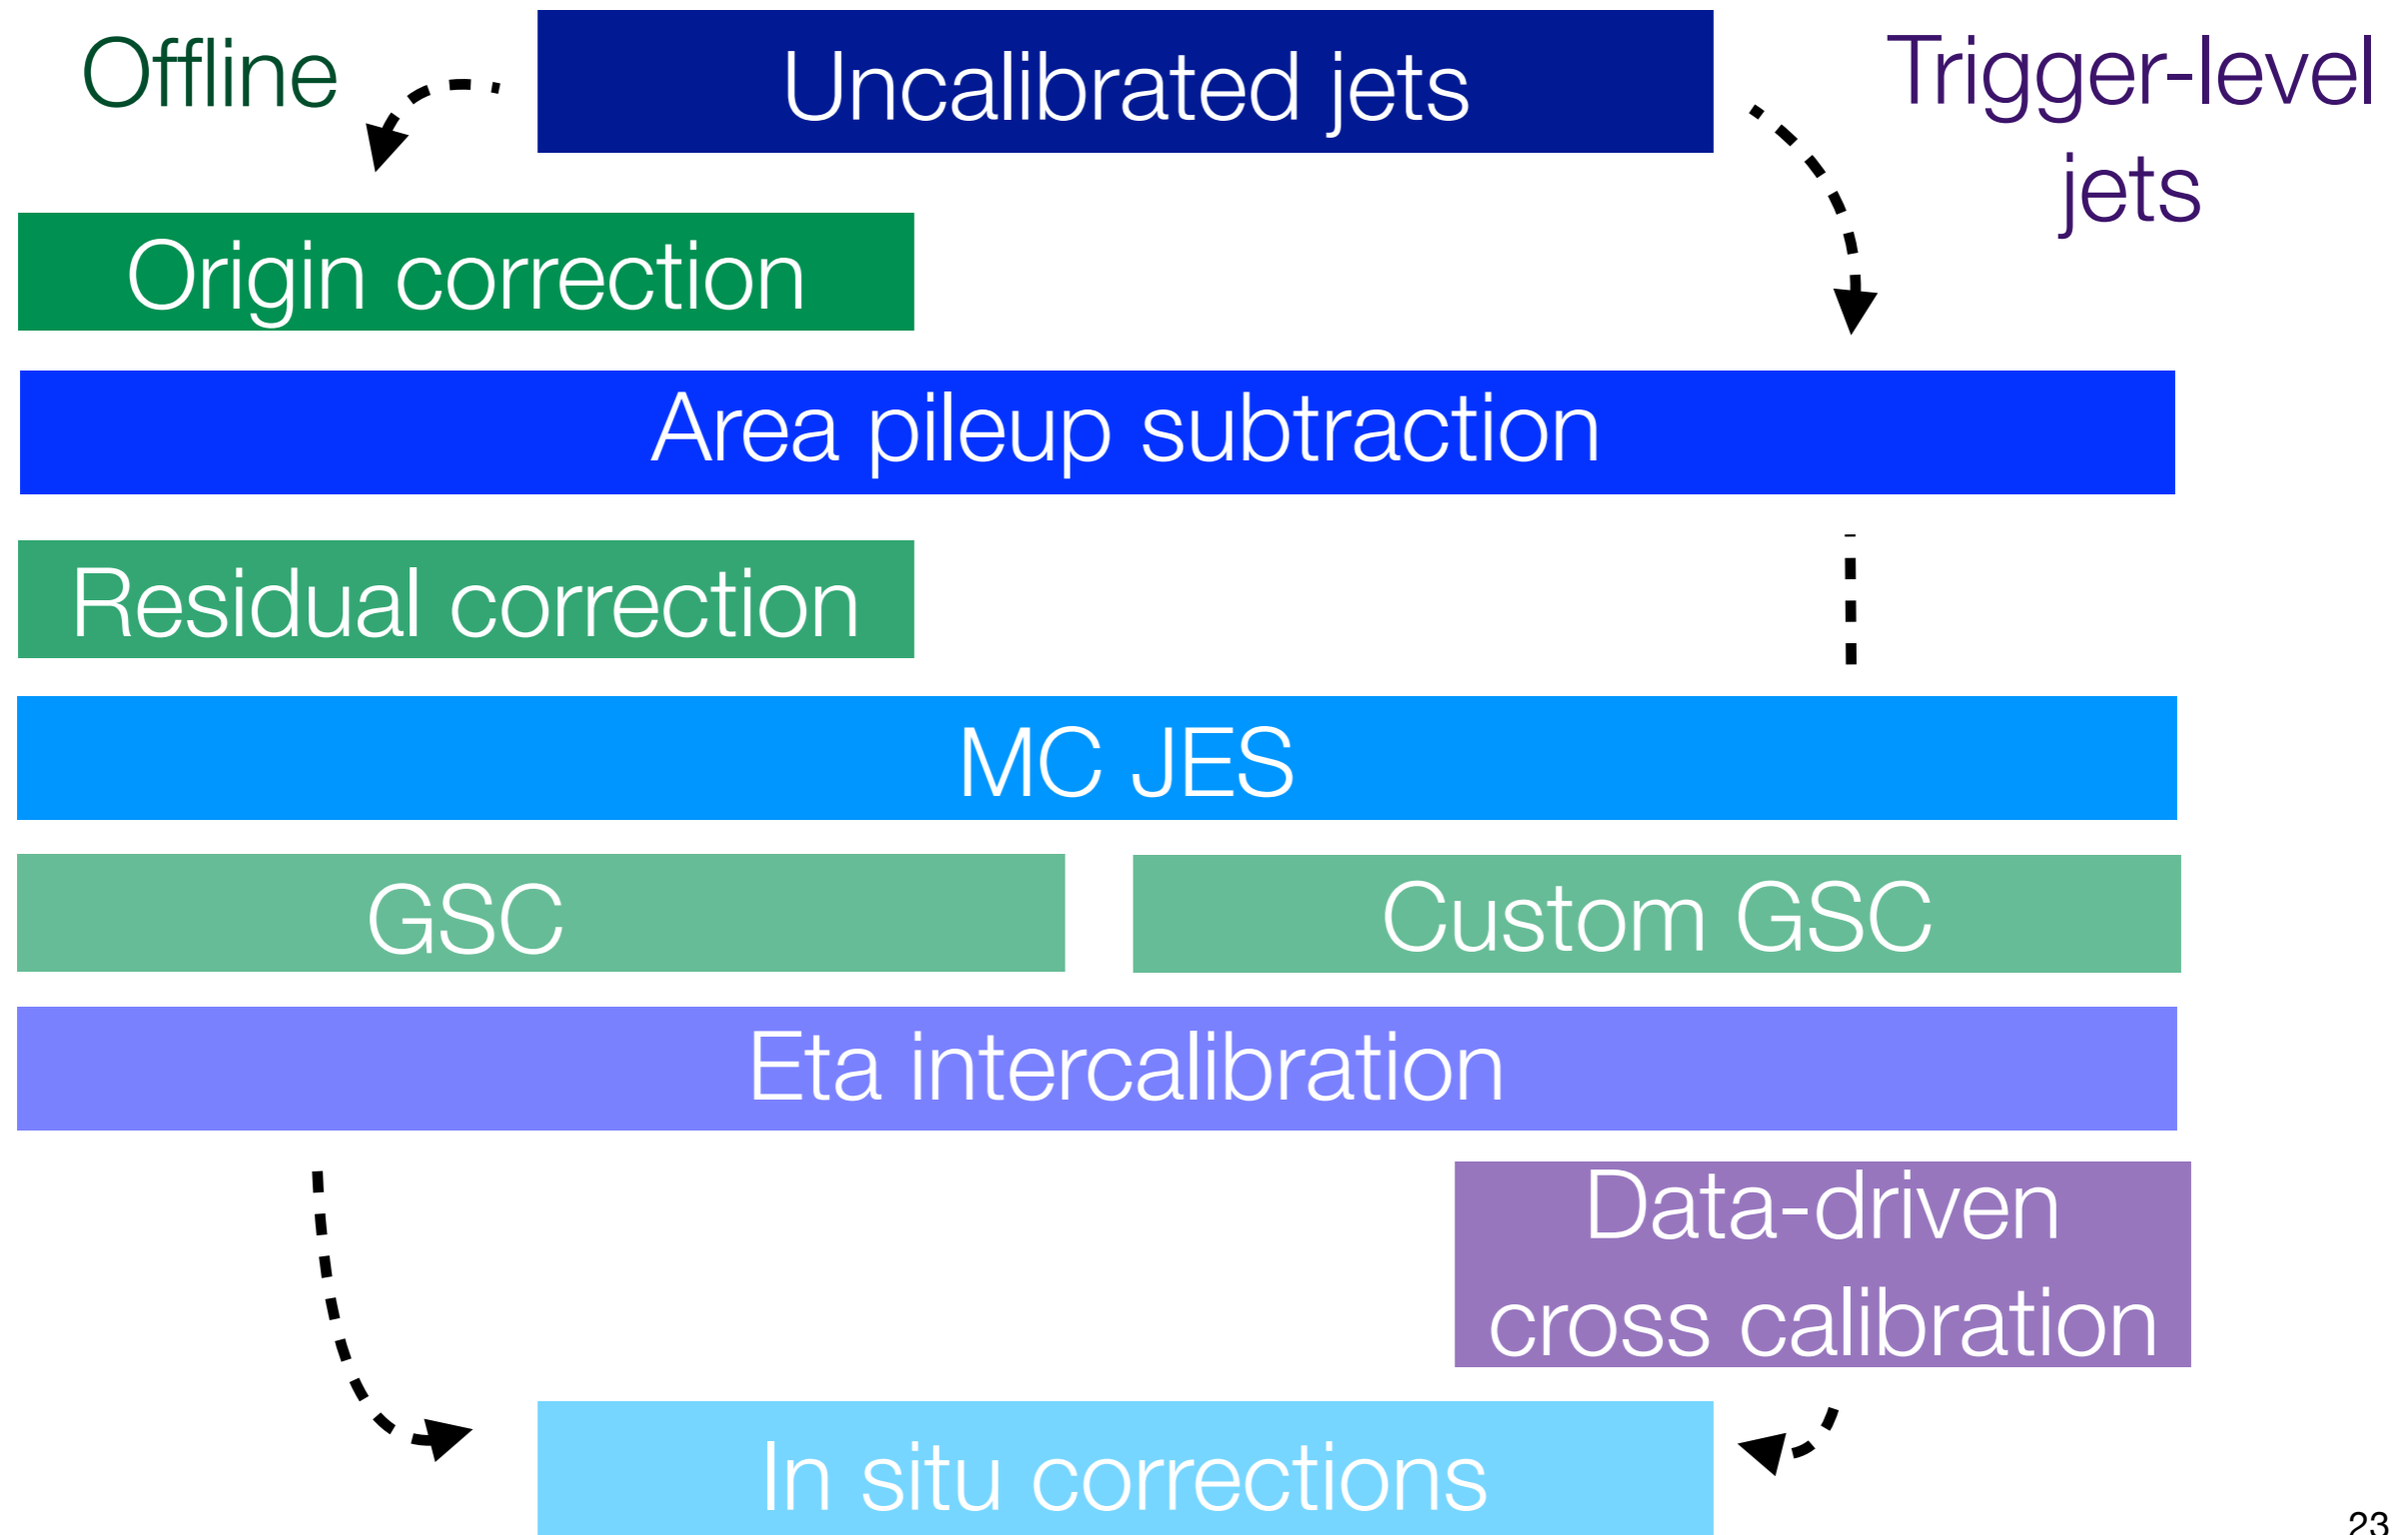 Offline
Uncalibrated jets
Trigger-level
jets
Origin correction
Area pileup subtraction
Residual correction
MC JES
GSC
Custom GSC
Eta intercalibration
Data-driven
cross calibration
In situ corrections
23